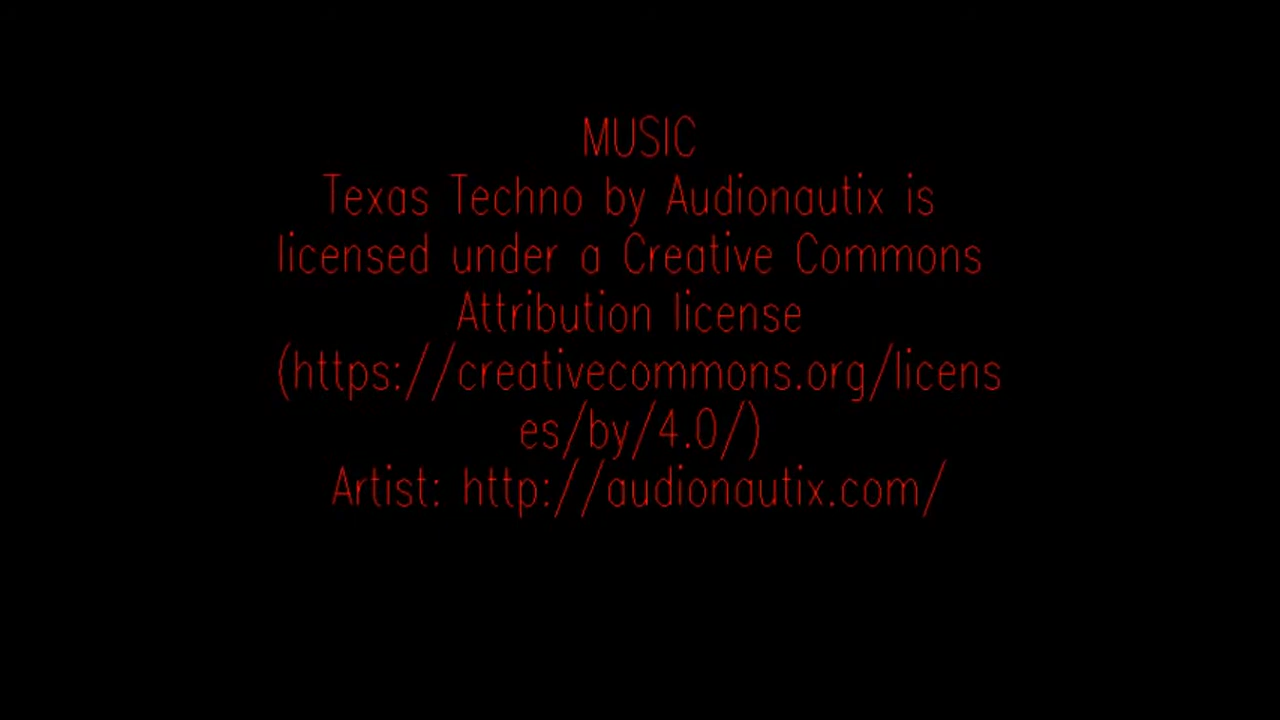 MUSIC
Texas Techno by Audionautix is
licensed under a Creative Commons
Attribution license
(https://creativecommons.org/licens
es/by/4.0/)
Artist: http://audionautix.com/